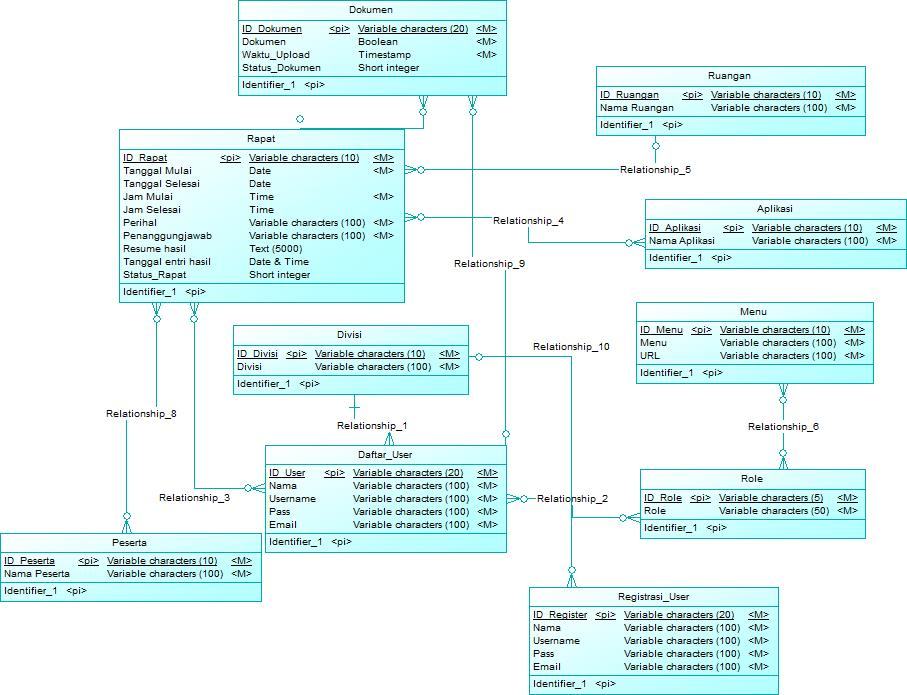 Dokumen
ID_Dokumen <pi> Variable characters (20) <M>
Dokumen Boolean <M>
Waktu_Upload Timestamp <M>
Status_Dokumen Short integer
Identifier_1 <pi>
Ruangan
ID_Ruangan <pi> Variable characters (10) <M>
Nama Ruangan Variable characters (100) <M>
Identifier_1 <pi>
Rapat
ID_Rapat <pi> Variable characters (10) <M>
Tanggal Mulai Date <M>
Tanggal Selesai Date
Jam Mulai Time <M>
Jam Selesai Time
Perihal Variable characters (100) <M>
Penanggungjawab Variable characters (100) <M>
Resume hasil Text (5000)
Tanggal entri hasil Date & Time
Status_Rapat Short integer
Identifier_1 <pi>
Relationship_5
Relationship_4
Aplikasi
ID_Aplikasi <pi> Variable characters (10) <M>
Nama Aplikasi Variable characters (100) <M>
Identifier_1 <pi>
Relationship_9
Menu
ID_Menu <pi> Variable characters (10) <M>
Menu Variable characters (100) <M>
URL Variable characters (100) <M>
Identifier_1 <pi>
Divisi
ID_Divisi <pi> Variable characters (10) <M>
Divisi Variable characters (100) <M>
Identifier_1 <pi>
Relationship_10
Relationship_8
Relationship_1
Relationship_6
Daftar_User
ID_User <pi> Variable characters (20) <M>
Nama Variable characters (100) <M>
Username Variable characters (100) <M>
Pass Variable characters (100) <M>
Email Variable characters (100) <M>
Identifier_1 <pi>
Relationship_3
Relationship_2
Role
ID_Role <pi> Variable characters (5) <M>
Role Variable characters (50) <M>
Identifier_1 <pi>
Peserta
ID_Peserta <pi> Variable characters (10) <M>
Nama Peserta Variable characters (100) <M>
Identifier_1 <pi>
Registrasi_User
ID_Register <pi> Variable characters (20) <M>
Nama Variable characters (100) <M>
Username Variable characters (100) <M>
Pass Variable characters (100) <M>
Email Variable characters (100) <M>
Identifier_1 <pi>